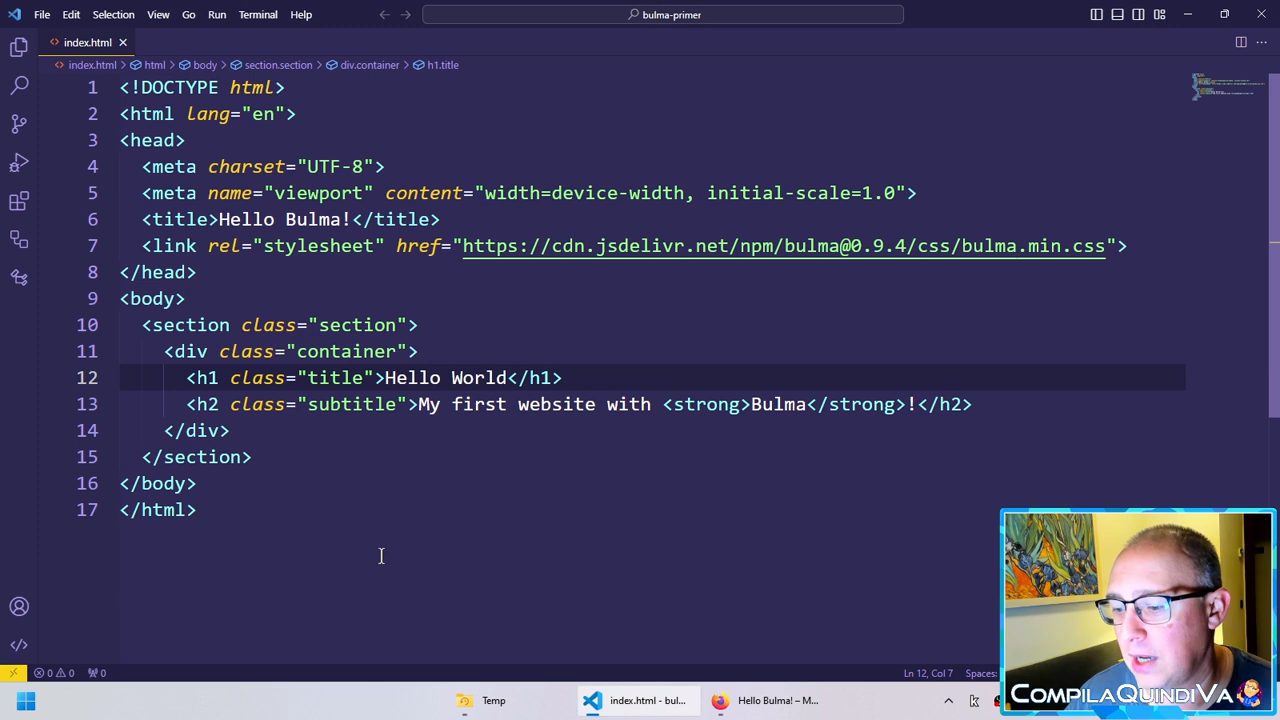 File Edit Selection View Go Run Terminal Help
bulma-primer
index.html
index.html > html > body > section.section > div.container > h1.title
1 <!DOCTYPE html>
2 <html lang="en">
3 <head>
4 <meta charset="UTF-8">
5 <meta name="viewport" content="width=device-width, initial-scale=1.0">
6 <title>Hello Bulma!</title>
7 <link rel="stylesheet" href="https://cdn.jsdelivr.net/npm/bulma@0.9.4/css/bulma.min.css">
8 </head>
9 <body>
10 <section class="section">
11 <div class="container">
12 <h1 class="title">Hello World</h1>
13 <h2 class="subtitle">My first website with <strong>Bulma</strong>!</h2>
14 </div>
15 </section>
16 </body>
17 </html>
0 0 0 Ln 12, Col 7 Spaces:
CompilaQuindiVa
Temp index.html - bul... Hello Bulma! – M...